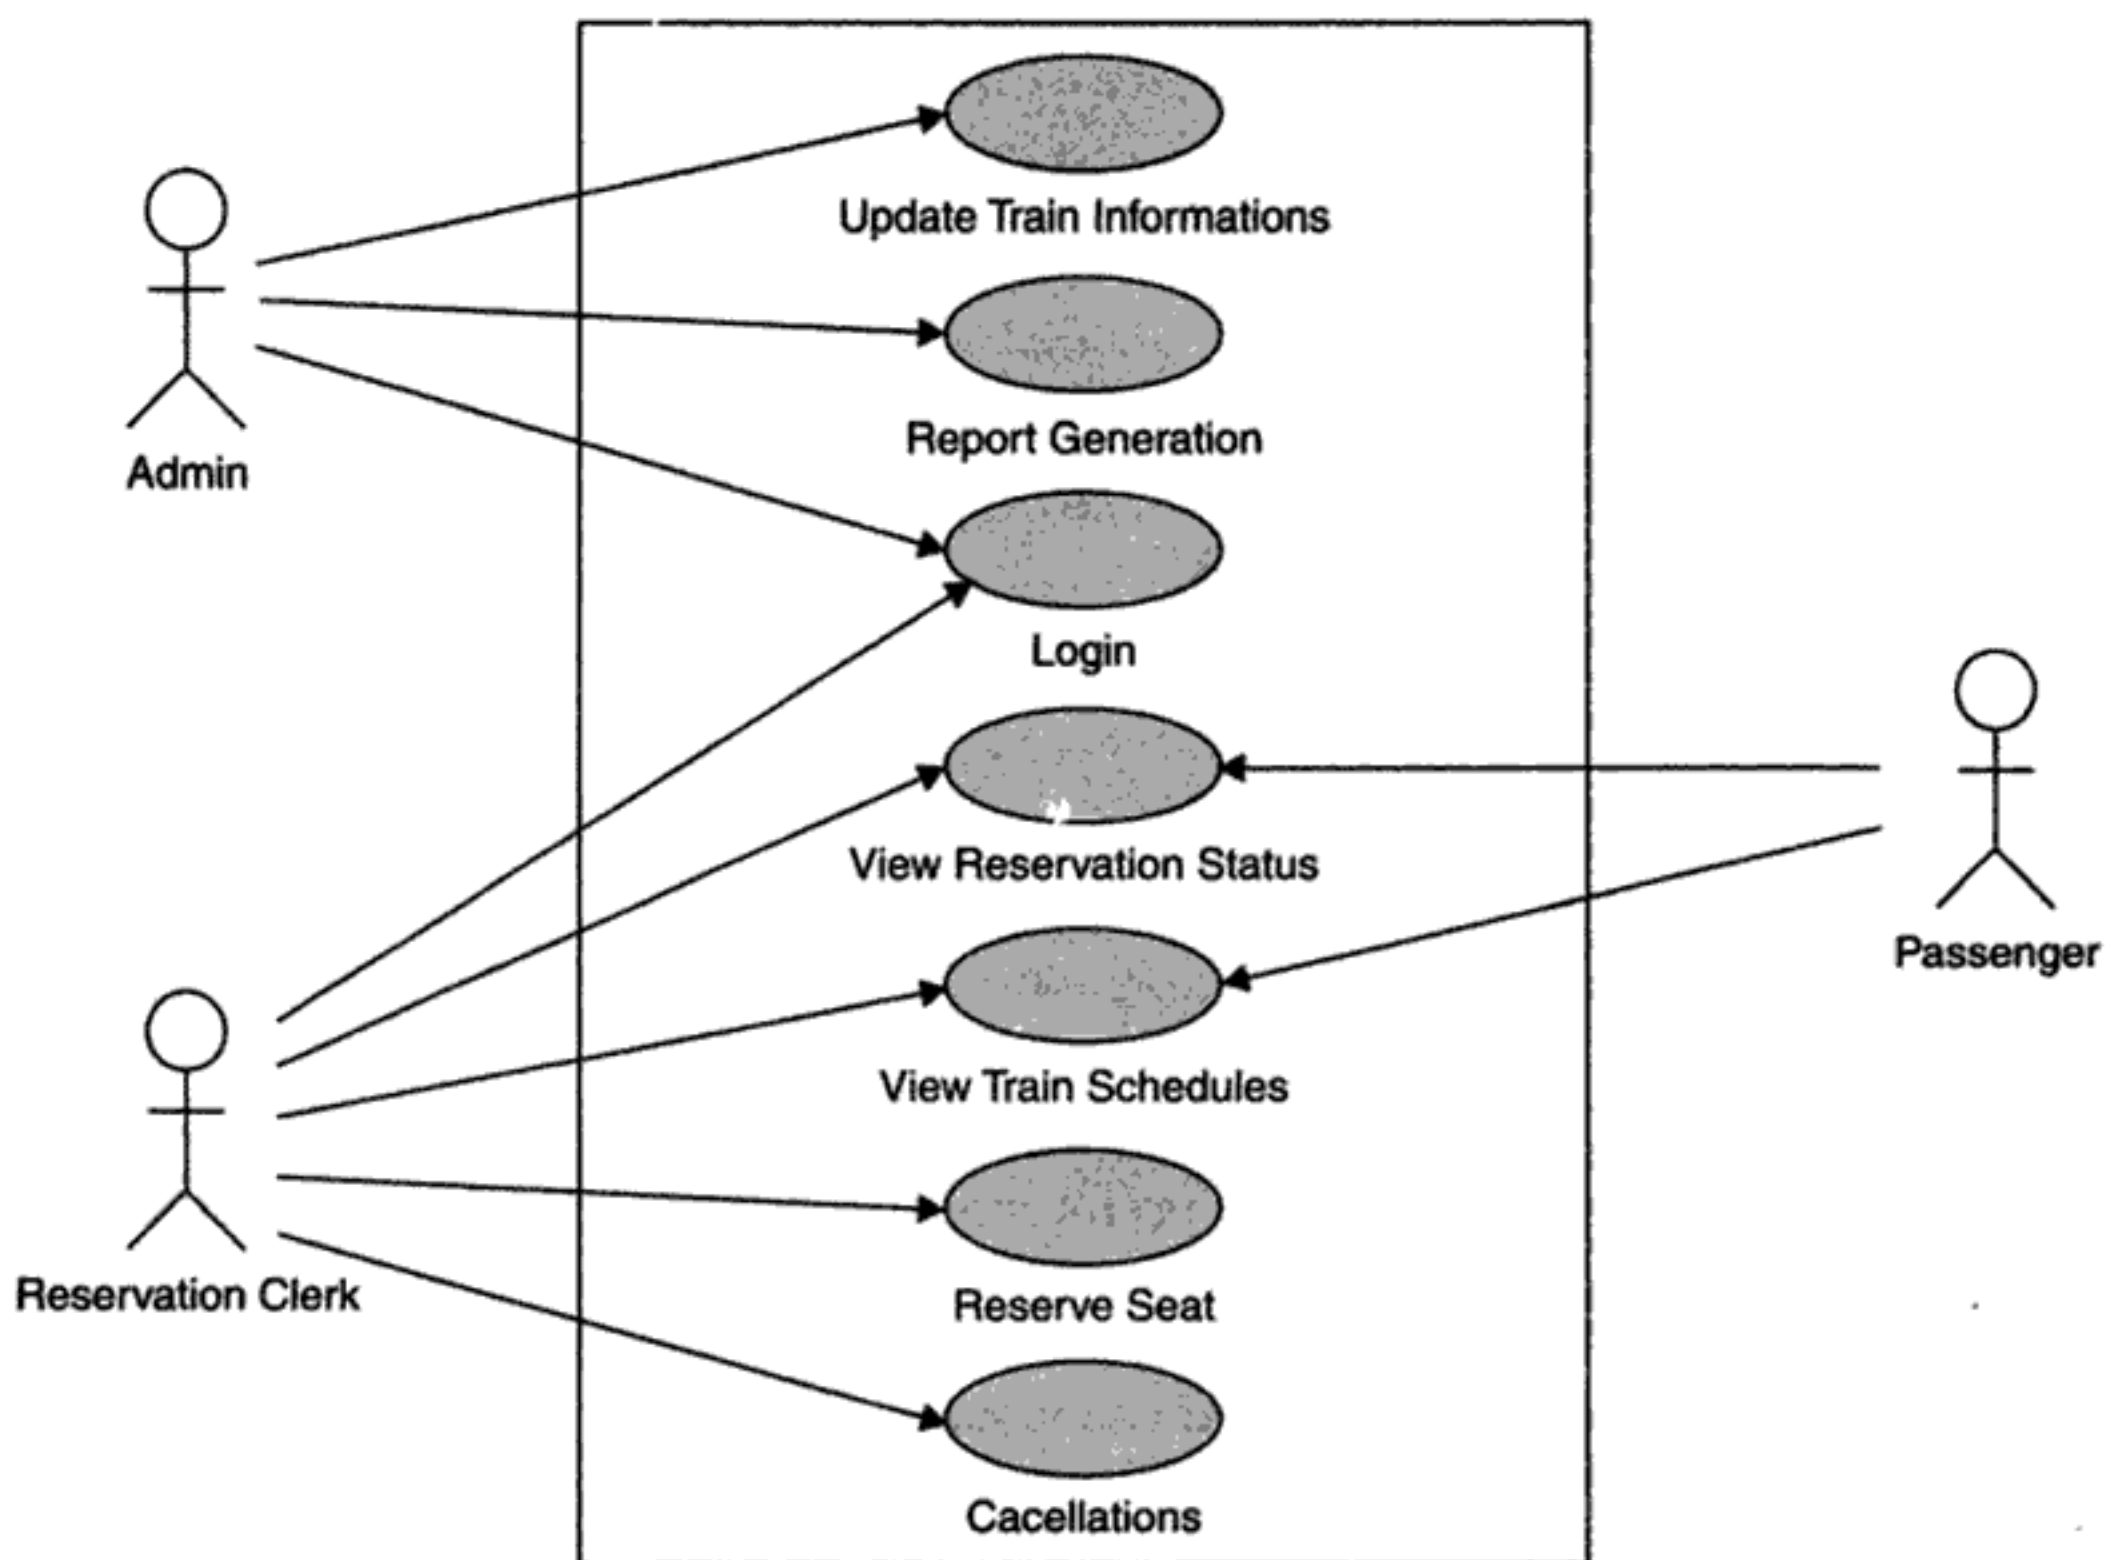 Update Train Informations
Report Generation
Admin
Login
View Reservation Status
Passenger
View Train Schedules
Reservation Clerk
Reserve Seat
Cacellations